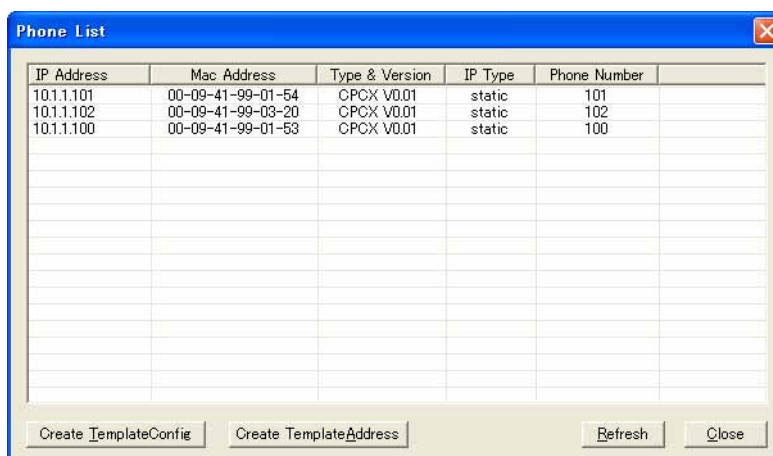 Phone List
IP Address Mac Address Type & Version IP Type Phone Number
10.1.1.101 00-09-41-99-01-54 CPCX V0.01 static 101
10.1.1.102 00-09-41-99-03-20 CPCX V0.01 static 102
10.1.1.100 00-09-41-99-01-53 CPCX V0.01 static 100
Create TemplateConfig Create TemplateAddress Refresh Close